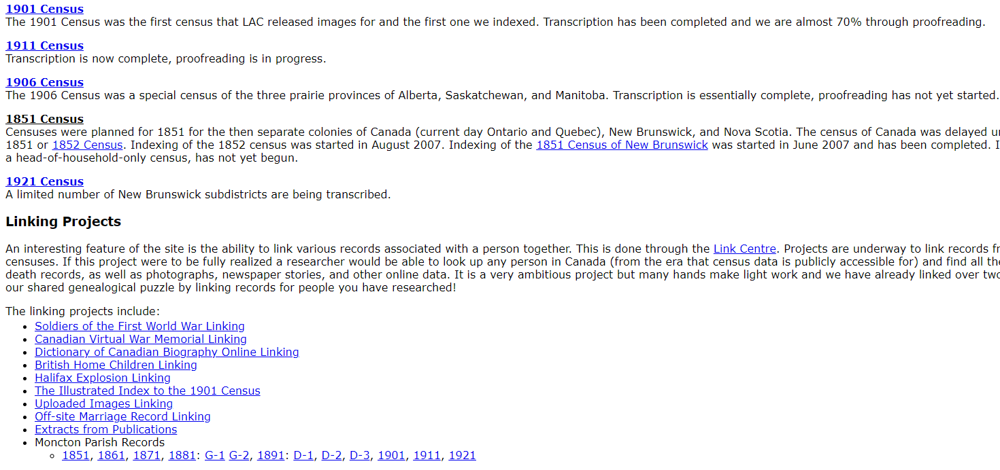 1901 Census
The 1901 Census was the first census that LAC released images for and the first one we indexed. Transcription has been completed and we are almost 70% through proofreading.
1911 Census
Transcription is now complete, proofreading is in progress.
1906 Census
The 1906 Census was a special census of the three prairie provinces of Alberta, Saskatchewan, and Manitoba. Transcription is essentially complete, proofreading has not yet started.
1851 Census
Censuses were planned for 1851 for the then separate colonies of Canada (current day Ontario and Quebec), New Brunswick, and Nova Scotia. The census of Canada was delayed
1851 or 1852 Census. Indexing of the 1852 census was started in August 2007. Indexing of the 1851 Census of New Brunswick was started in June 2007 and has been completed.
a head-of-household-only census, has not yet begun.
1921 Census
A limited number of New Brunswick subdistricts are being transcribed.
Linking Projects
An interesting feature of the site is the ability to link various records associated with a person together. This is done through the Link Centre. Projects are underway to link records
censuses. If this project were to be fully realized a researcher would be able to look up any person in Canada (from the era that census data is publicly accessible for) and find all
death records, as well as photographs, newspaper stories, and other online data. It is a very ambitious project but many hands make light work and we have already linked over
our shared genealogical puzzle by linking records for people you have researched!
The linking projects include:
• Soldiers of the First World War Linking
• Canadian Virtual War Memorial Linking
• Dictionary of Canadian Biography Online Linking
• British Home Children Linking
• Halifax Explosion Linking
• The Illustrated Index to the 1901 Census
• Uploaded Images Linking
• Off-site Marriage Record Linking
• Extracts from Publications
• Moncton Parish Records
◦ 1851, 1861, 1871, 1881: G-1 G-2, 1891: D-1, D-2, D-3, 1901, 1911, 1921